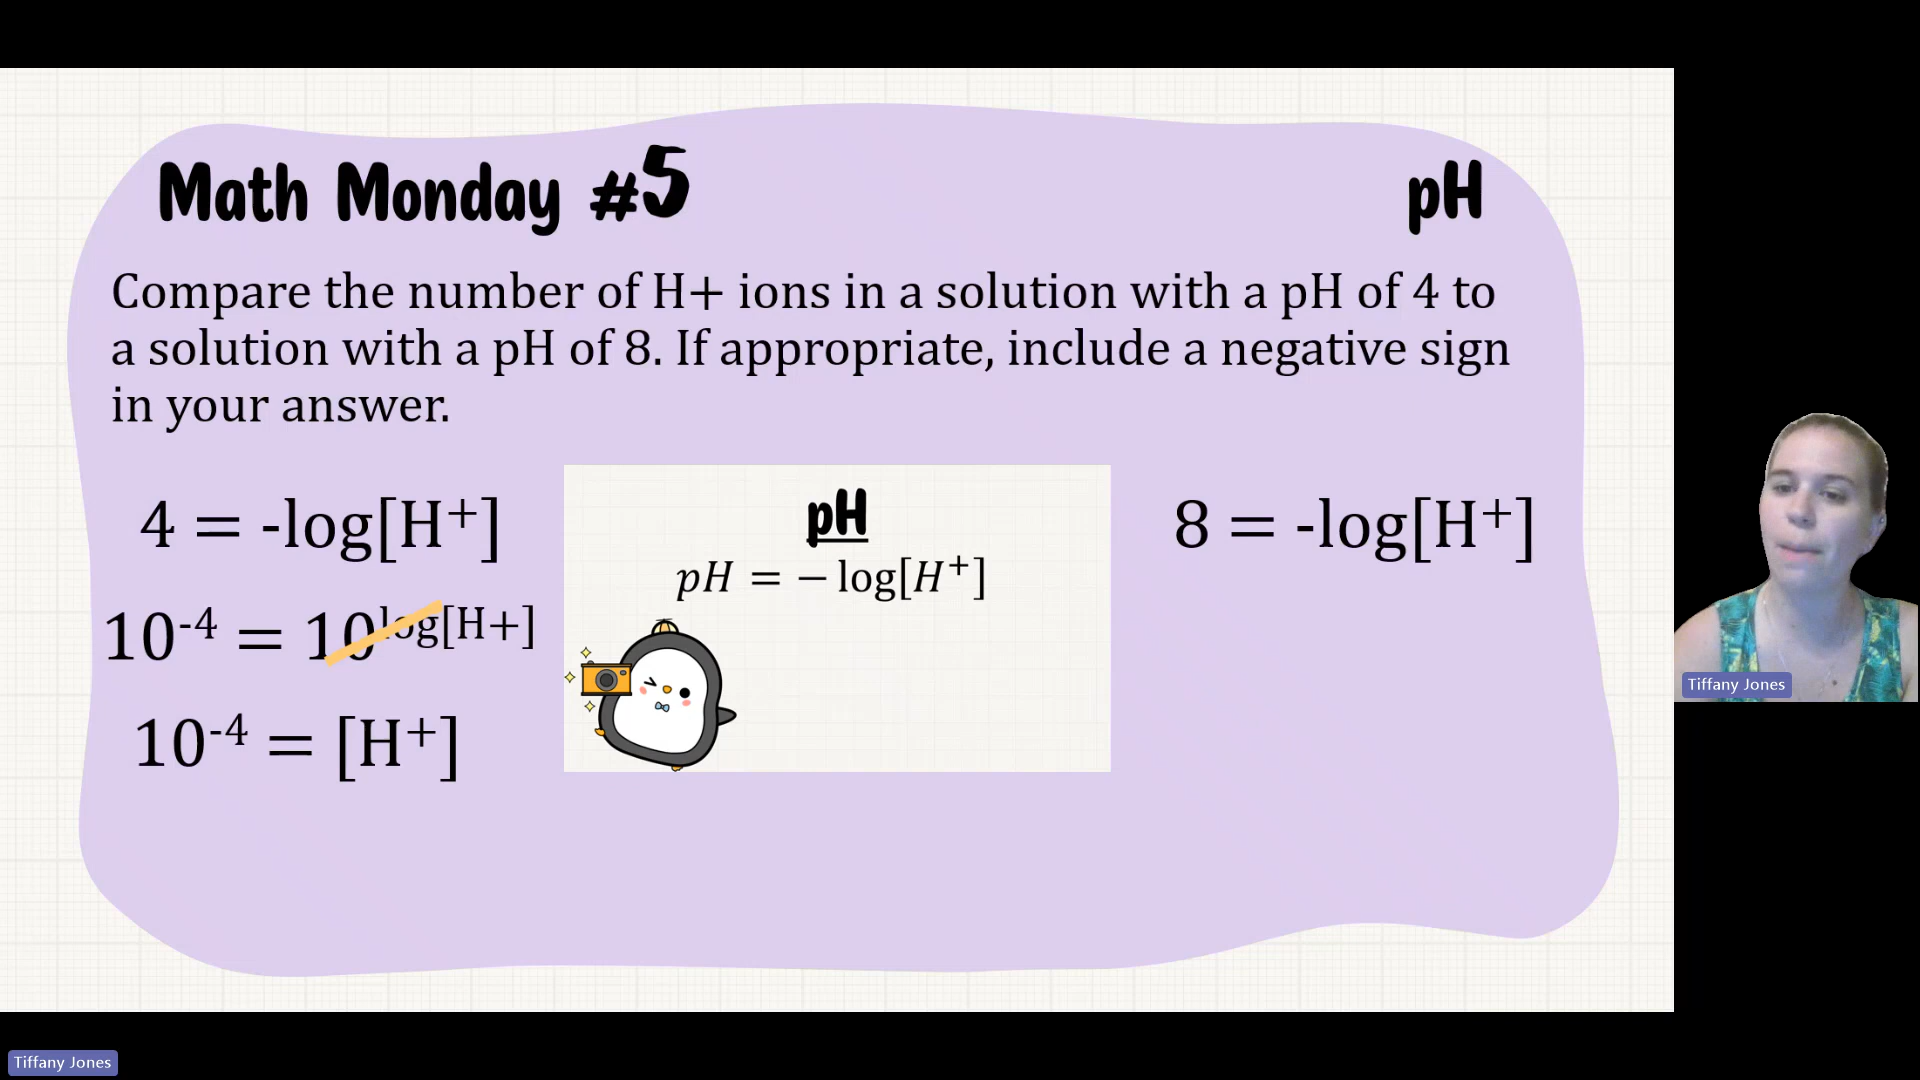 Math Monday #5
pH
Compare the number of H+ ions in a solution with a pH of 4 to
a solution with a pH of 8. If appropriate, include a negative sign
in your answer.
4 = -log[H⁺]
10⁻⁴ = 10ˡᵒᵍ[H+]
10⁻⁴ = [H⁺]
pH
pH = − log[H⁺]
8 = -log[H⁺]
Tiffany Jones
Tiffany Jones